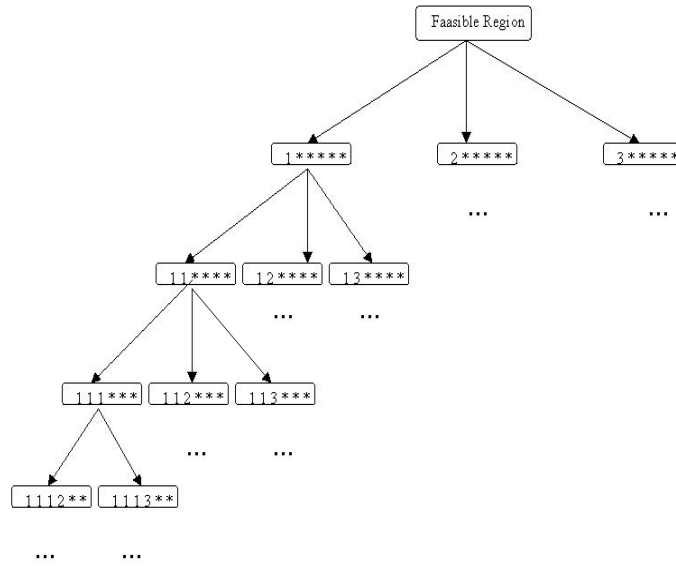 Faasible Region
1***** 2***** 3*****
... ...
11**** 12**** 13****
... ...
111*** 112*** 113***
... ...
1112** 1113**
... ...